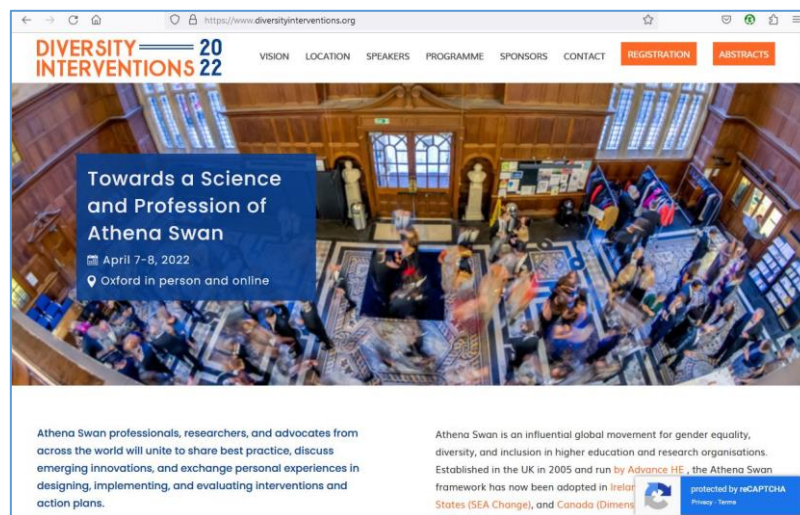 https://www.diversityinterventions.org
DIVERSITY 20
INTERVENTIONS 22
VISION LOCATION SPEAKERS PROGRAMME SPONSORS CONTACT REGISTRATION ABSTRACTS
Towards a Science
and Profession of
Athena Swan
April 7-8, 2022
Oxford in person and online
Athena Swan professionals, researchers, and advocates from
across the world will unite to share best practice, discuss
emerging innovations, and exchange personal experiences in
designing, implementing, and evaluating interventions and
action plans.
Athena Swan is an influential global movement for gender equality,
diversity, and inclusion in higher education and research organisations.
Established in the UK in 2005 and run by Advance HE , the Athena Swan
framework has now been adopted in
States (SEA Change), and Canada
protected by reCAPTCHA
Privacy - Terms